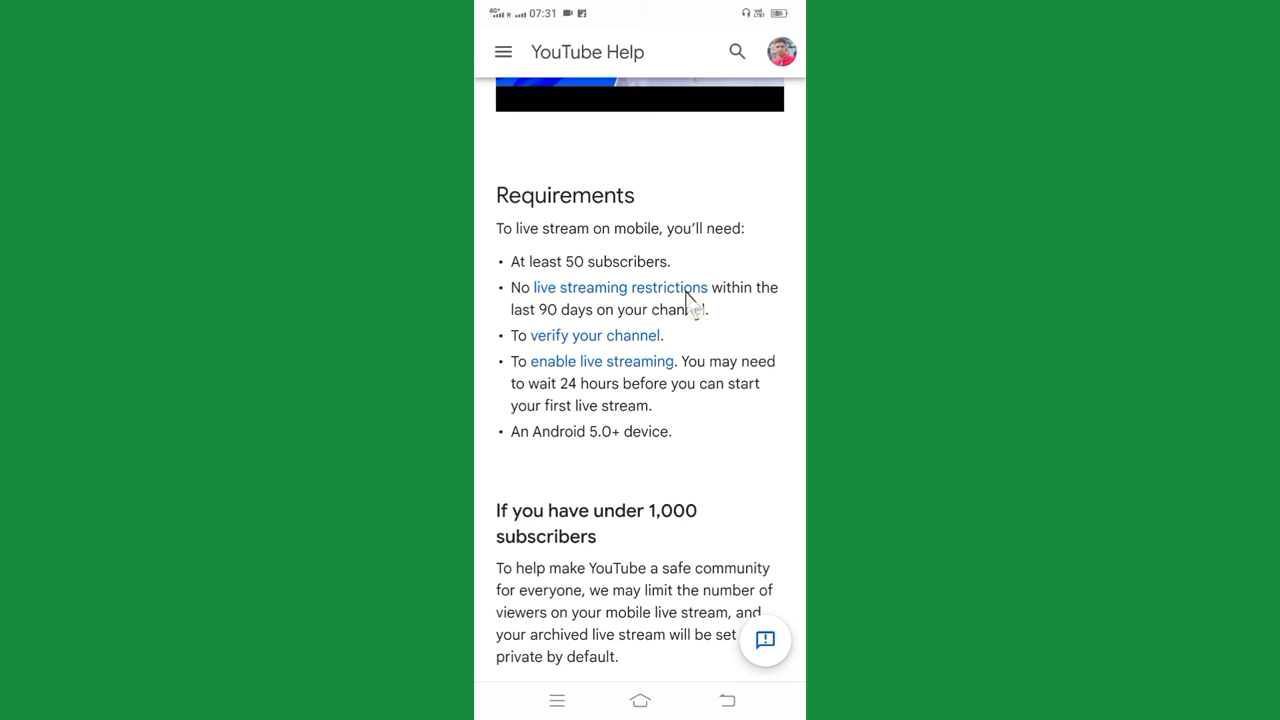 4G+ R 07:31
YouTube Help
Requirements
To live stream on mobile, you’ll need:
• At least 50 subscribers.
• No live streaming restrictions within the
last 90 days on your channel.
• To verify your channel.
• To enable live streaming. You may need
to wait 24 hours before you can start
your first live stream.
• An Android 5.0+ device.
If you have under 1,000
subscribers
To help make YouTube a safe community
for everyone, we may limit the number of
viewers on your mobile live stream, and
your archived live stream will be set
private by default.